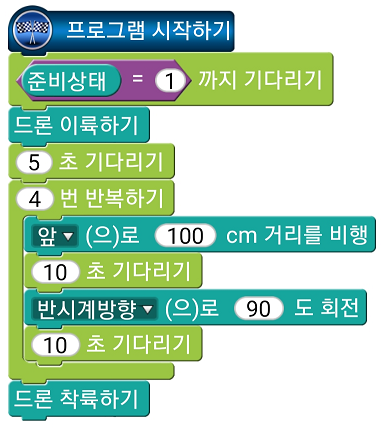 프로그램 시작하기
준비상태 = 1 까지 기다리기
드론 이륙하기
5 초 기다리기
4 번 반복하기
앞 (으)로 100 cm 거리를 비행
10 초 기다리기
반시계방향 (으)로 90 도 회전
10 초 기다리기
드론 착륙하기